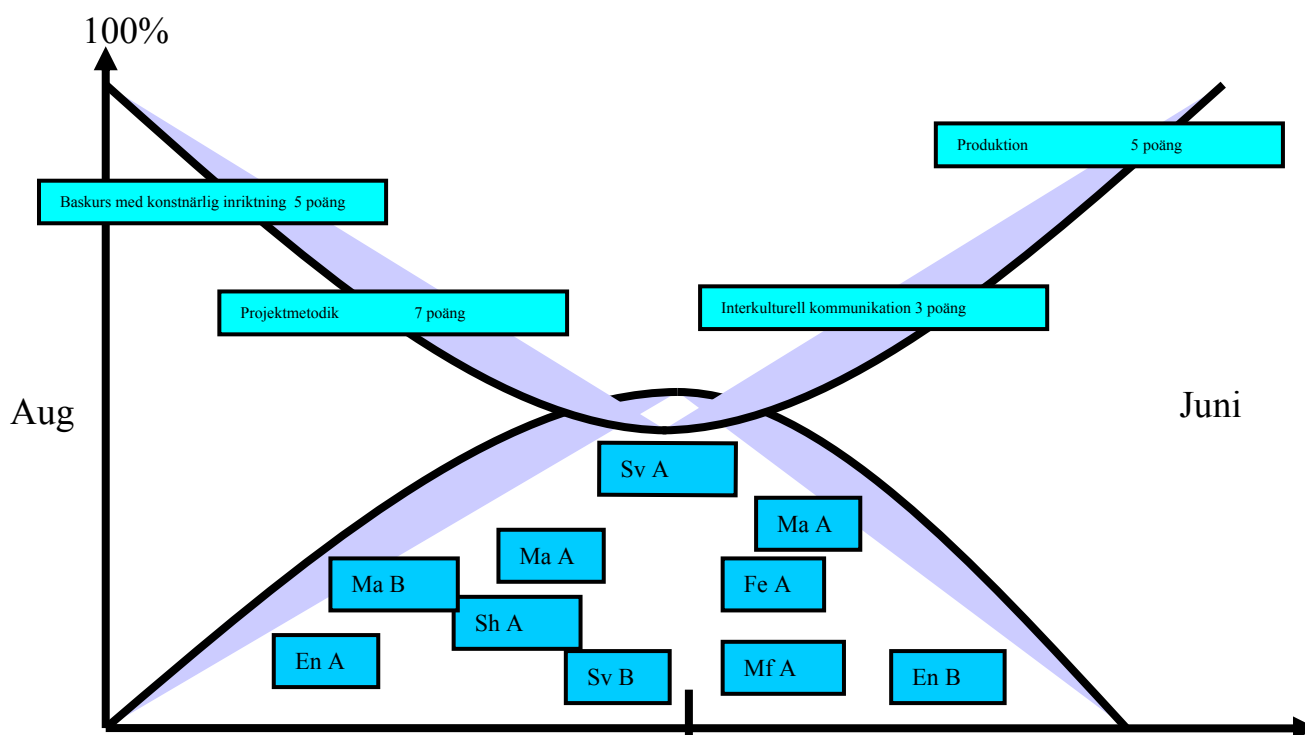 100%
Produktion 5 poäng
Baskurs med konstnärlig inriktning 5 poäng
Projektmetodik 7 poäng
Interkulturell kommunikation 3 poäng
Aug
Juni
Sv A
Ma A
Ma A
Ma B
Fe A
Sh A
En A
Sv B
Mf A
En B